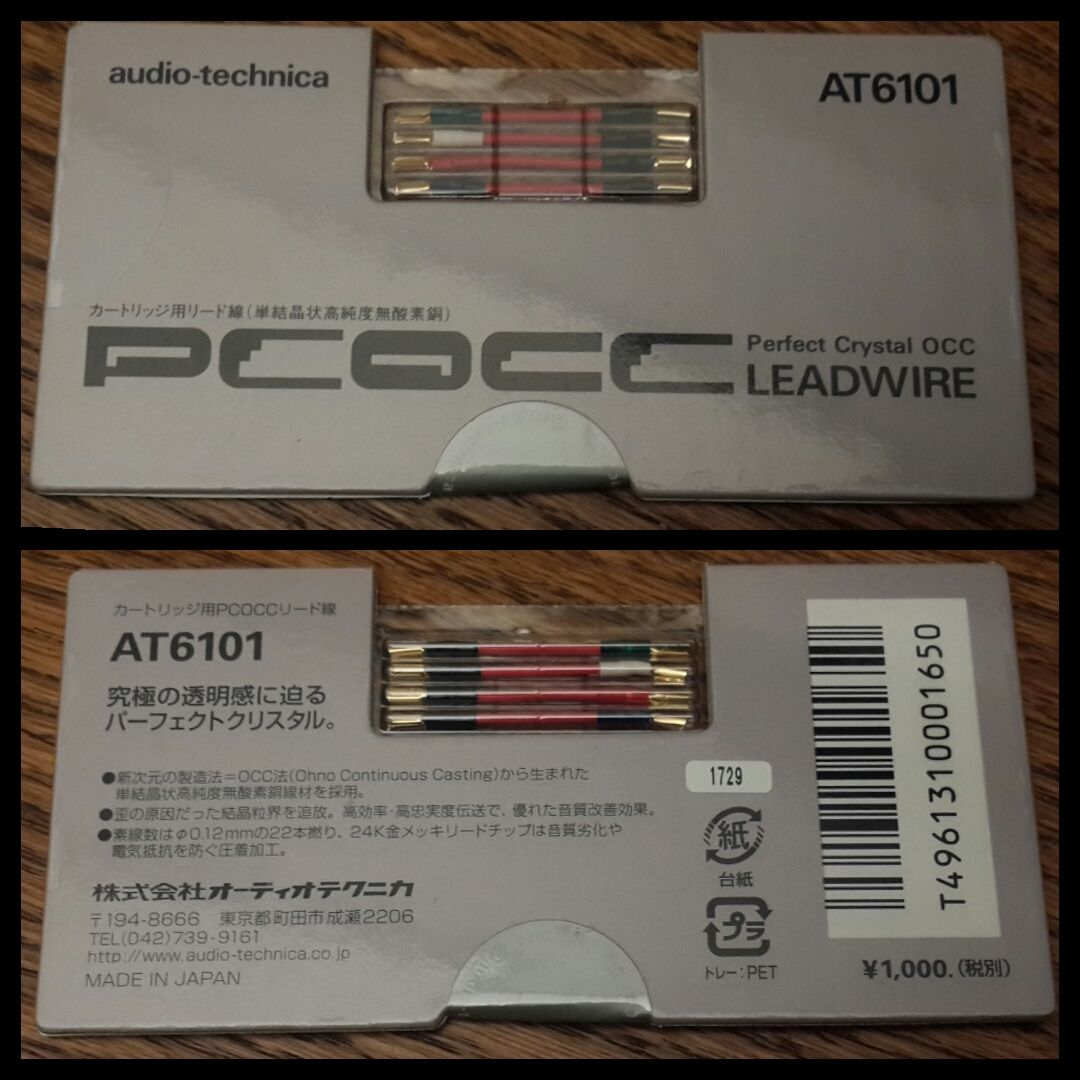 audio-technica
AT6101
カートリッジ用リード線(単結晶状高純度無酸素銅)
PCOCC
Perfect Crystal OCC
LEADWIRE
カートリッジ用PCOCCリード線
AT6101
究極の透明感に迫る
パーフェクトクリスタル。
●新次元の製造法=OCC法(Ohno Continuous Casting)から生まれた
単結晶状高純度無酸素銅線材を採用。
●歪の原因だった結晶粒界を追放。高効率・高忠実度伝送で、優れた音質改善効果。
●素線数はφ0.12mmの22本撚り、24K金メッキリードチップは音質劣化や
電気抵抗を防ぐ圧着加工。
株式会社オーディオテクニカ
〒194-8666 東京都町田市成瀬2206
TEL(042)739-9161
http://www.audio-technica.co.jp
MADE IN JAPAN
1729
紙
台紙
プラ
トレー:PET
T4961310001650
¥1,000.(税別)